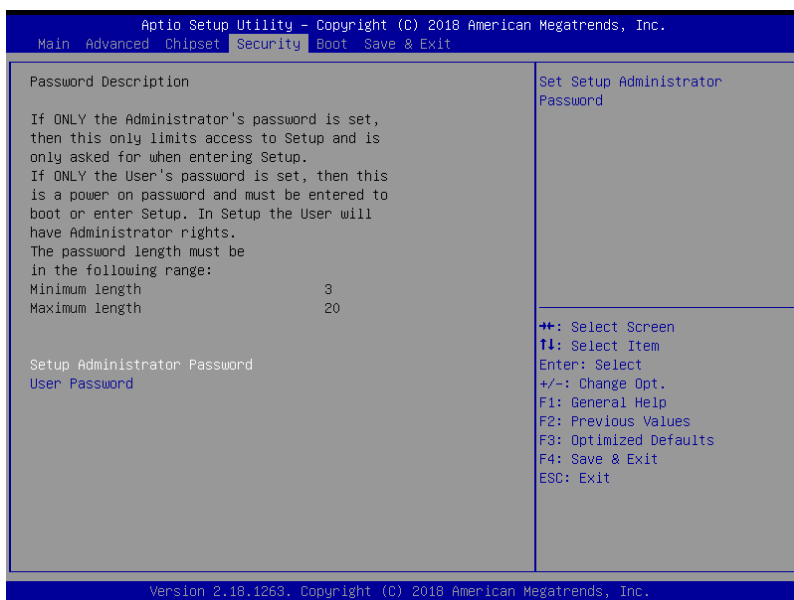 Aptio Setup Utility – Copyright (C) 2018 American Megatrends, Inc.
Main Advanced Chipset Security Boot Save & Exit
Password Description
If ONLY the Administrator's password is set,
then this only limits access to Setup and is
only asked for when entering Setup.
If ONLY the User's password is set, then this
is a power on password and must be entered to
boot or enter Setup. In Setup the User will
have Administrator rights.
The password length must be
in the following range:
Minimum length 3
Maximum length 20
Setup Administrator Password
User Password
Set Setup Administrator
Password
→←: Select Screen
↑↓: Select Item
Enter: Select
+/-: Change Opt.
F1: General Help
F2: Previous Values
F3: Optimized Defaults
F4: Save & Exit
ESC: Exit
Version 2.18.1263. Copyright (C) 2018 American Megatrends, Inc.